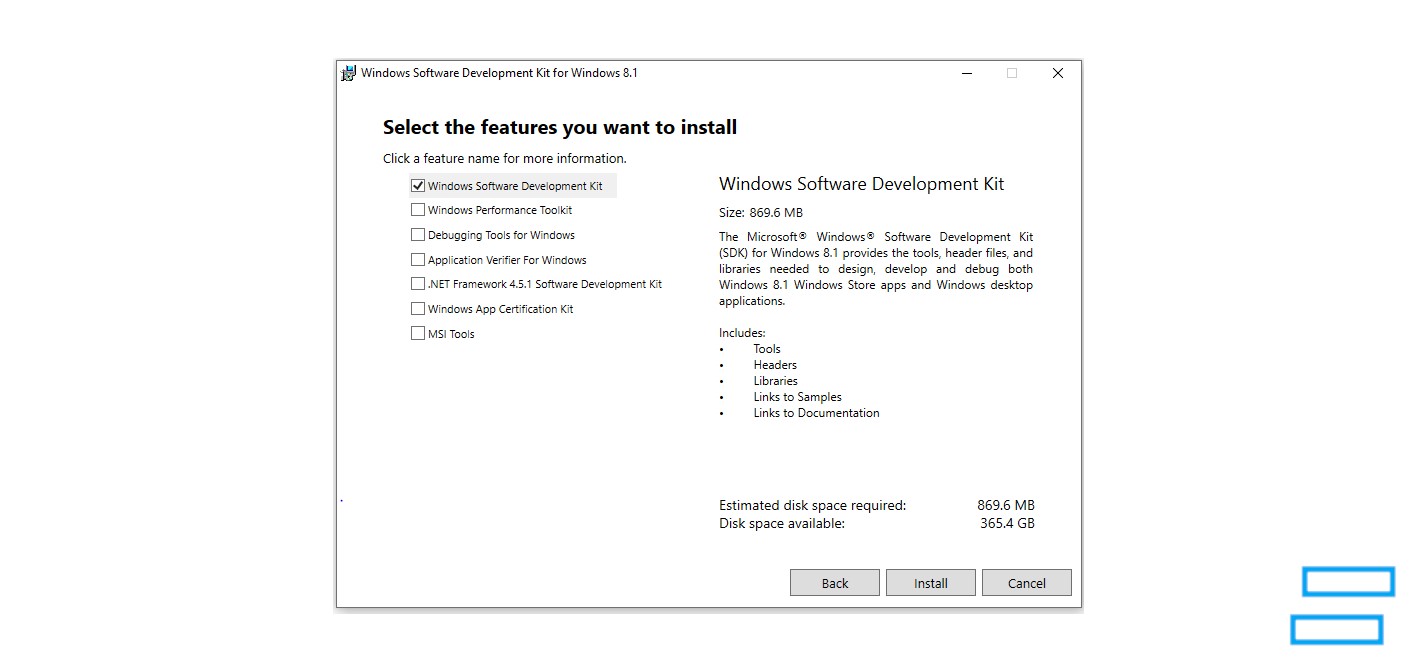 Windows Software Development Kit for Windows 8.1
Select the features you want to install
Click a feature name for more information.
Windows Software Development Kit
Windows Performance Toolkit
Debugging Tools for Windows
Application Verifier For Windows
.NET Framework 4.5.1 Software Development Kit
Windows App Certification Kit
MSI Tools
Windows Software Development Kit
Size: 869.6 MB
The Microsoft® Windows® Software Development Kit
(SDK) for Windows 8.1 provides the tools, header files, and
libraries needed to design, develop and debug both
Windows 8.1 Windows Store apps and Windows desktop
applications.
Includes:
• Tools
• Headers
• Libraries
• Links to Samples
• Links to Documentation
Estimated disk space required: 869.6 MB
Disk space available: 365.4 GB
Back Install Cancel